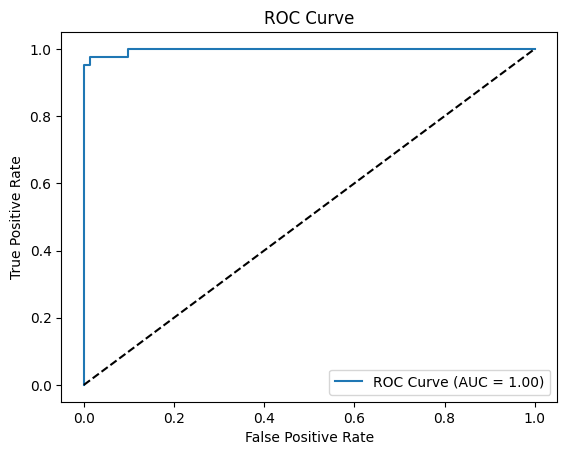 ROC Curve
1.0
0.8
0.6
0.4
0.2
0.0
True Positive Rate
ROC Curve (AUC = 1.00)
0.0 0.2 0.4 0.6 0.8 1.0
False Positive Rate